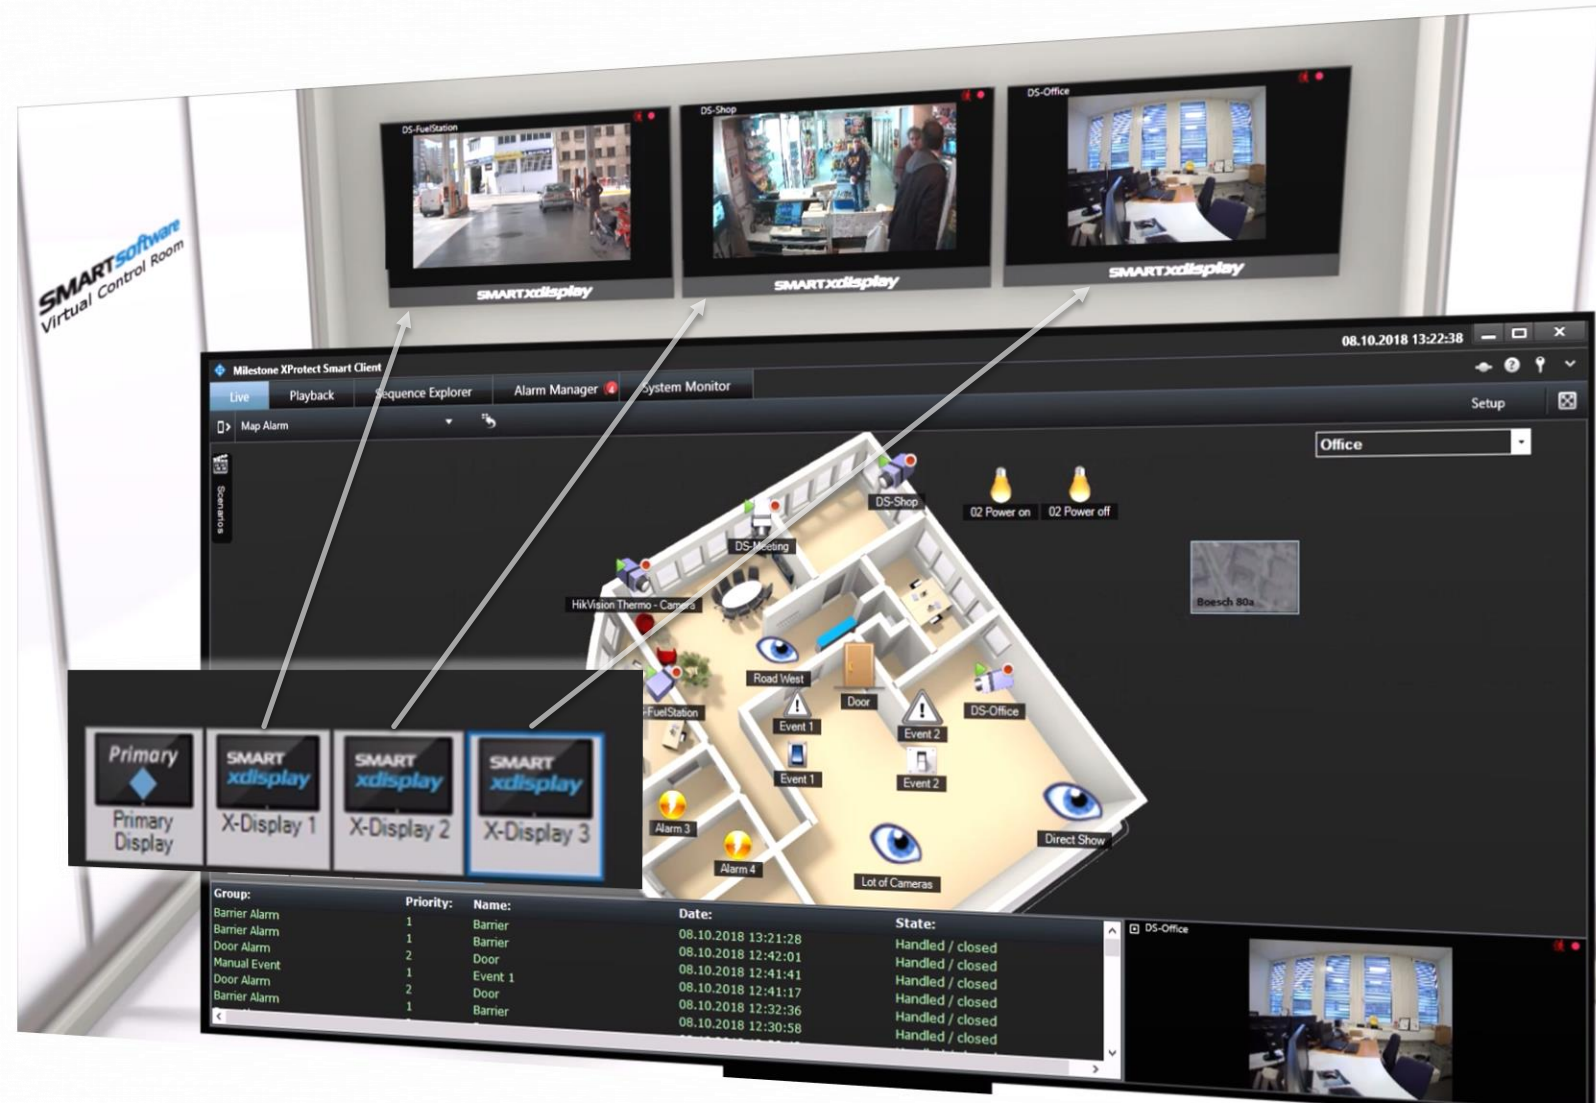 SMARTsoftware
Virtual Control Room
DS-FuelStation
SMARTxdisplay
DS-Shop
SMARTxdisplay
DS-Office
SMARTxdisplay
Milestone XProtect Smart Client
08.10.2018 13:22:38
Live
Playback
Sequence Explorer
Alarm Manager 4
System Monitor
Map Alarm
Setup
Office
Scenarios
DS-Shop
02 Power on
02 Power off
DS-Meeting
HikVision Thermo - Camera
Boesch 80a
Road West
Door
-FuelStation
Event 1
Event 2
DS-Office
Event 1
Event 2
Alarm 3
Alarm 4
Lot of Cameras
Direct Show
Primary
Primary
Display
SMART
xdisplay
X-Display 1
SMART
xdisplay
X-Display 2
SMART
xdisplay
X-Display 3
Group: Priority: Name: Date: State:
Barrier Alarm 1 Barrier 08.10.2018 13:21:28 Handled / closed
Barrier Alarm 1 Barrier 08.10.2018 12:42:01 Handled / closed
Door Alarm 2 Door 08.10.2018 12:41:41 Handled / closed
Manual Event 1 Event 1 08.10.2018 12:41:17 Handled / closed
Door Alarm 2 Door 08.10.2018 12:32:36 Handled / closed
Barrier Alarm 1 Barrier 08.10.2018 12:30:58 Handled / closed
DS-Office